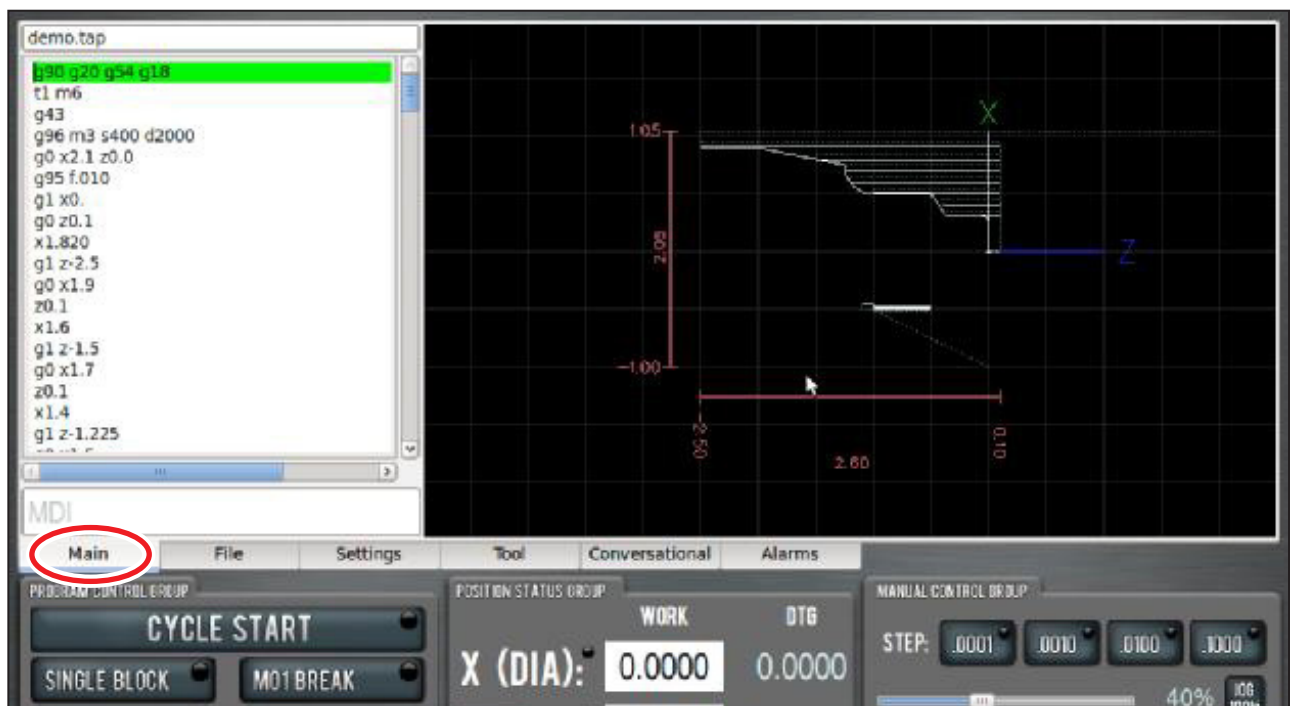 demo.tap
g90 g20 g54 g18
t1 m6
g43
g96 m3 s400 d2000
g0 x2.1 z0.0
g95 f.010
g1 x0.
g0 z0.1
x1.820
g1 z-2.5
g0 x1.9
z0.1
x1.6
g1 z-1.5
g0 x1.7
z0.1
x1.4
g1 z-1.225
MDI
X
1.05
2.05
Z
-1.00
-2.50
0.10
2.60
Main File Settings Tool Conversational Alarms
PROGRAM CONTROL GROUP
CYCLE START
SINGLE BLOCK M01 BREAK
POSITION STATUS GROUP
WORK DTG
X (DIA): 0.0000 0.0000
MANUAL CONTROL GROUP
STEP: .0001 .0010 .0100 .1000
40% JOG